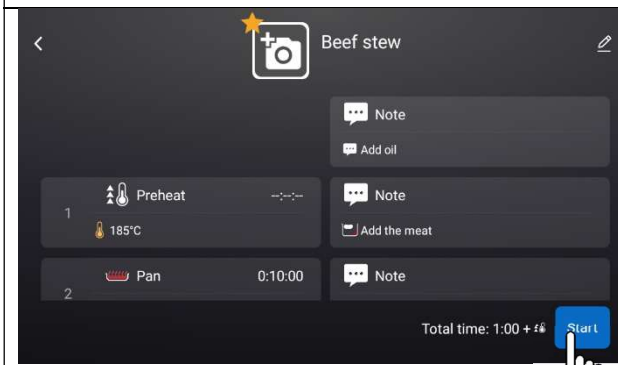 Beef stew
Note
Add oil
1
Preheat
--:--:--
185°C
Note
Add the meat
2
Pan
0:10:00
Note
Total time: 1:00 +
Start